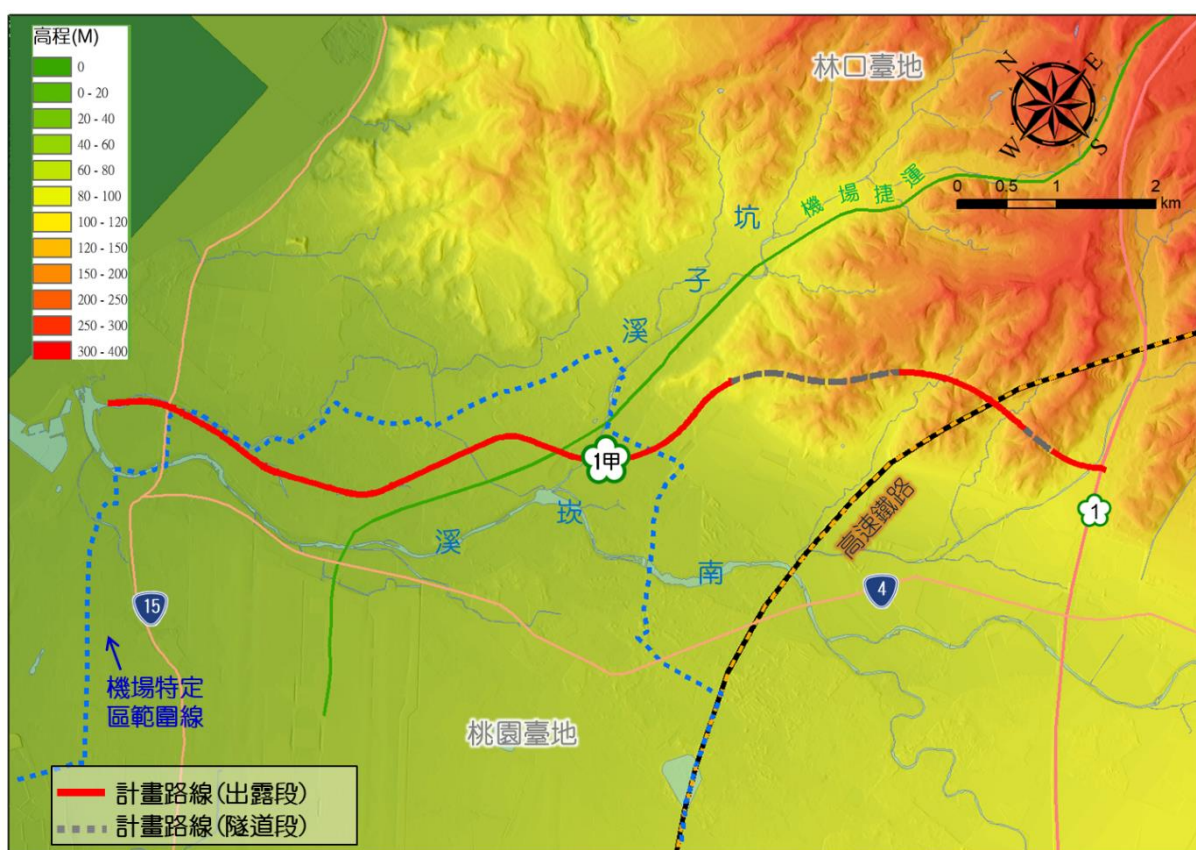 高程(M)
0
0 - 20
20 - 40
40 - 60
60 - 80
80 - 100
100 - 120
120 - 150
150 - 200
200 - 250
250 - 300
300 - 400
林口臺地
N
E
W
S
0 0.5 1 2
km
機場捷運
坑
子
溪
1甲
1
崁
溪
南
高速鐵路
15
4
機場特定
區範圍線
桃園臺地
計畫路線(出露段)
計畫路線(隧道段)